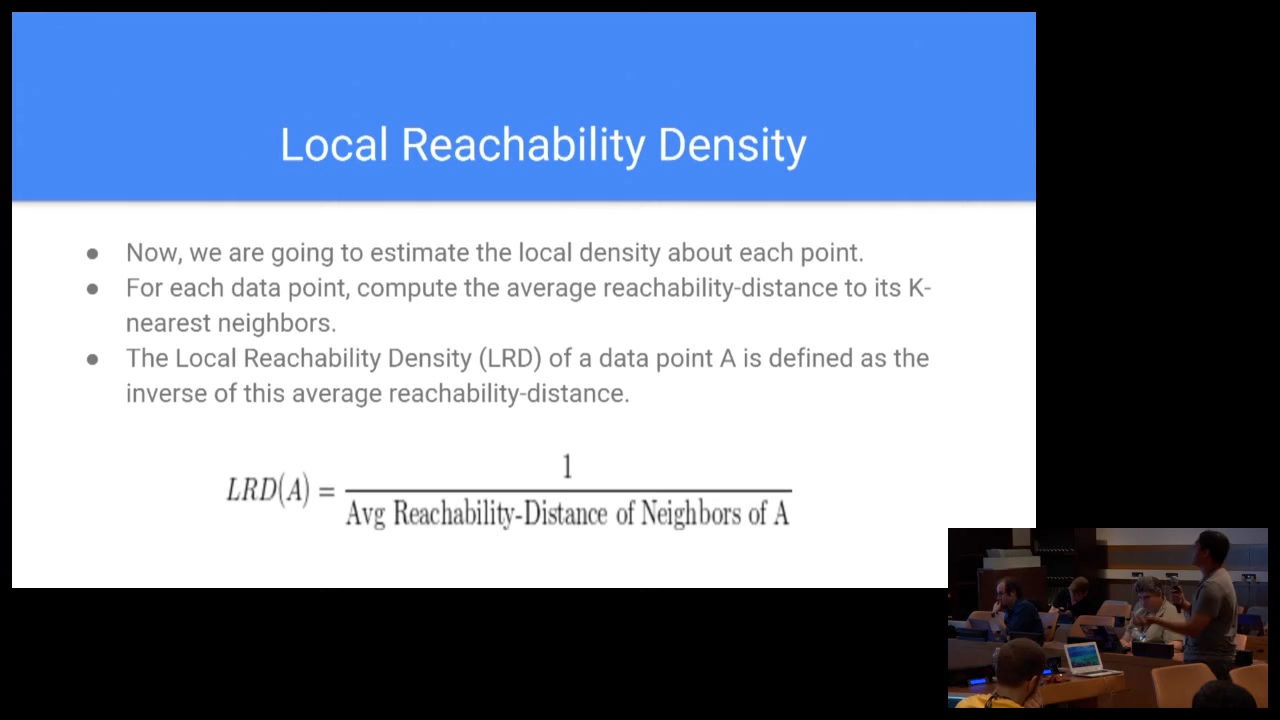 Local Reachability Density
● Now, we are going to estimate the local density about each point.
● For each data point, compute the average reachability-distance to its K-
nearest neighbors.
● The Local Reachability Density (LRD) of a data point A is defined as the
inverse of this average reachability-distance.
1
LRD(A) =
Avg Reachability-Distance of Neighbors of A